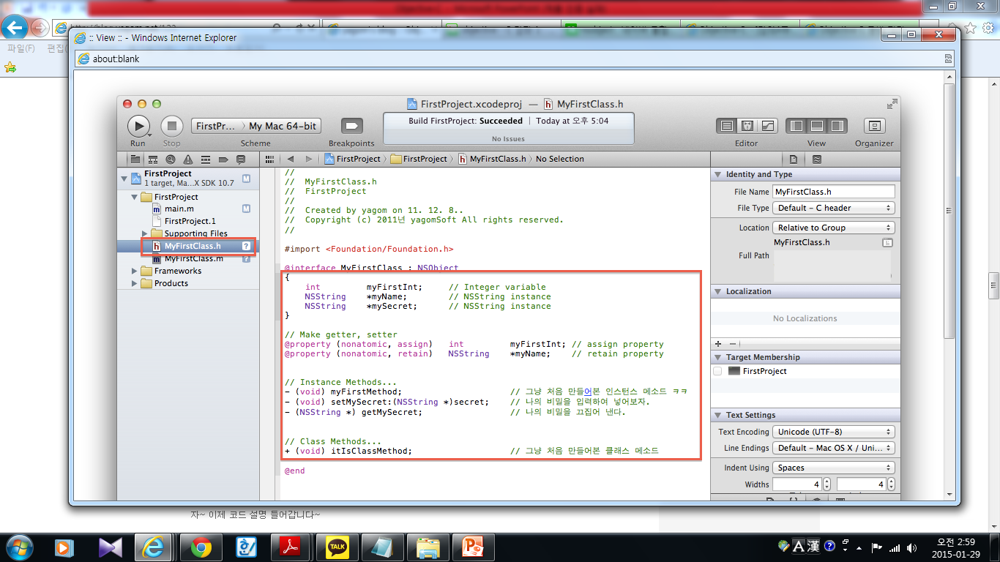 :: View :: - Windows Internet Explorer
파일(F)
about:blank
FirstProject.xcodeproj — MyFirstClass.h
Run
Stop
FirstPr... 〉 My Mac 64-bit
Scheme
Breakpoints
Build FirstProject: Succeeded | Today at 오후 5:04
No Issues
Editor
View
Organizer
FirstProject
1 target, Ma...X SDK 10.7
M
FirstProject
main.m
M
FirstProject.1
Supporting Files
MyFirstClass.h
?
MyFirstClass.m
?
Frameworks
Products
FirstProject 〉 FirstProject 〉 MyFirstClass.h 〉 No Selection
//
// MyFirstClass.h
// FirstProject
//
// Created by yagom on 11. 12. 8..
// Copyright (c) 2011년 yagomSoft All rights reserved.
//
#import <Foundation/Foundation.h>
@interface MyFirstClass : NSObject
{
int myFirstInt; // Integer variable
NSString *myName; // NSString instance
NSString *mySecret; // NSString instance
}
// Make getter, setter
@property (nonatomic, assign) int myFirstInt; // assign property
@property (nonatomic, retain) NSString *myName; // retain property
// Instance Methods...
- (void) myFirstMethod; // 그냥 처음 만들어본 인스턴스 메소드 ㅋㅋ
- (void) setMySecret:(NSString *)secret; // 나의 비밀을 입력하여 넣어보자.
- (NSString *) getMySecret; // 나의 비밀을 끄집어 낸다.
// Class Methods...
+ (void) itIsClassMethod; // 그냥 처음 만들어본 클래스 메소드
@end
Identity and Type
File Name MyFirstClass.h
File Type Default - C header
Location Relative to Group
MyFirstClass.h
Full Path
Localization
No Localizations
Target Membership
FirstProject
Text Settings
Text Encoding Unicode (UTF-8)
Line Endings Default - Mac OS X / Uni...
Indent Using Spaces
Widths 4 4
자~ 이제 코드 설명 들어갑니다~
TALK
A 漢
오전 2:59
2015-01-29